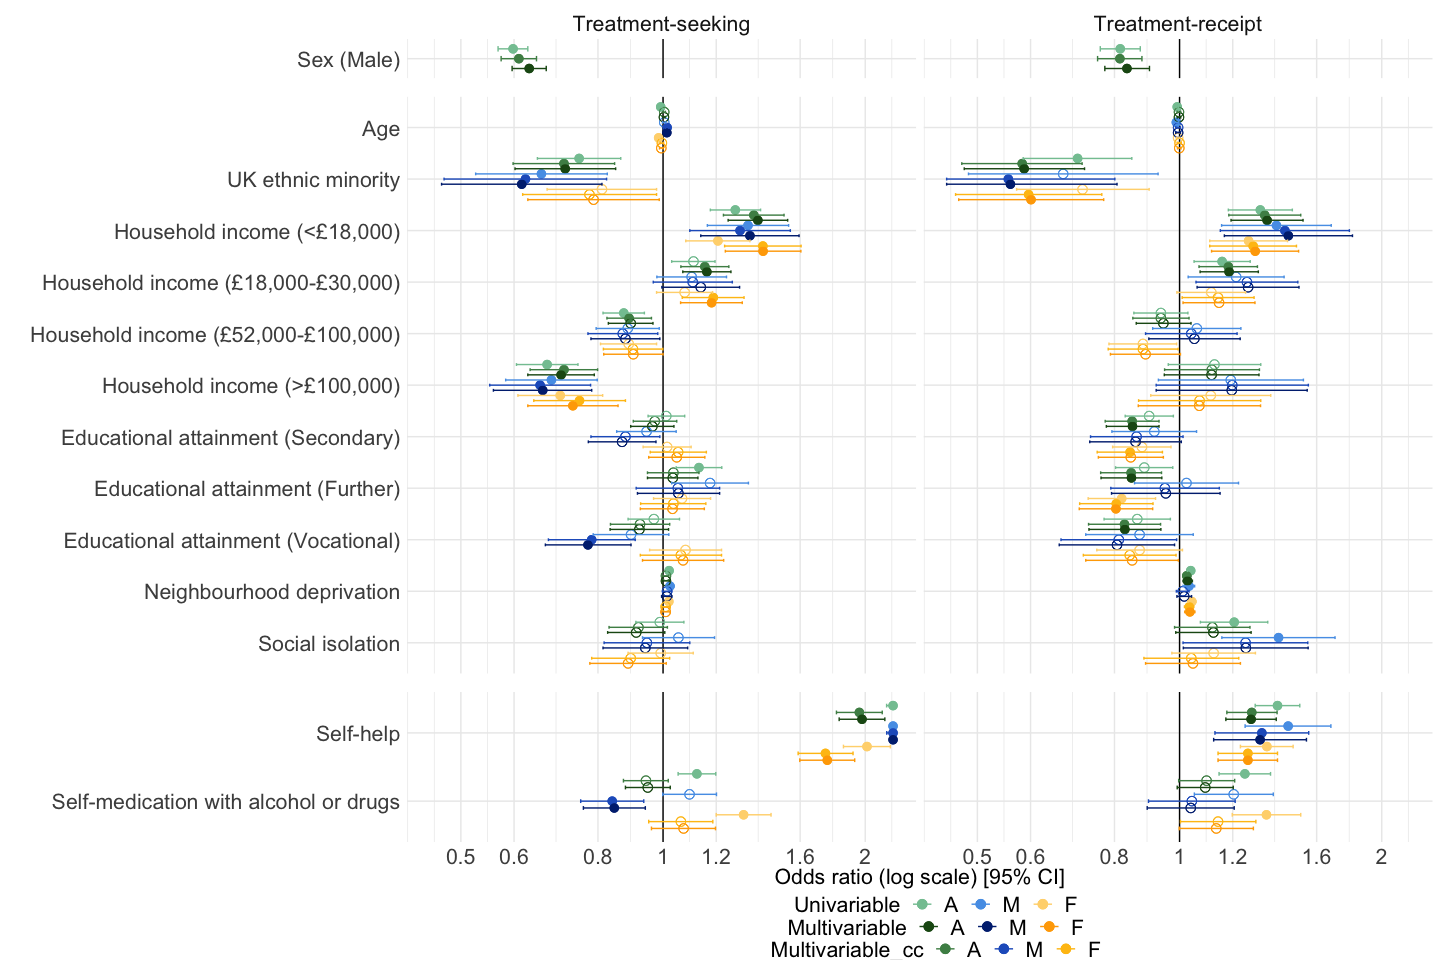 Treatment-seeking Treatment-receipt
Sex (Male)
Age
UK ethnic minority
Household income (<£18,000)
Household income (£18,000-£30,000)
Household income (£52,000-£100,000)
Household income (>£100,000)
Educational attainment (Secondary)
Educational attainment (Further)
Educational attainment (Vocational)
Neighbourhood deprivation
Social isolation
Self-help
Self-medication with alcohol or drugs
0.5 0.6 0.8 1 1.2 1.6 2 0.5 0.6 0.8 1 1.2 1.6 2
Odds ratio (log scale) [95% CI]
Univariable A M F
Multivariable A M F
Multivariable_cc A M F